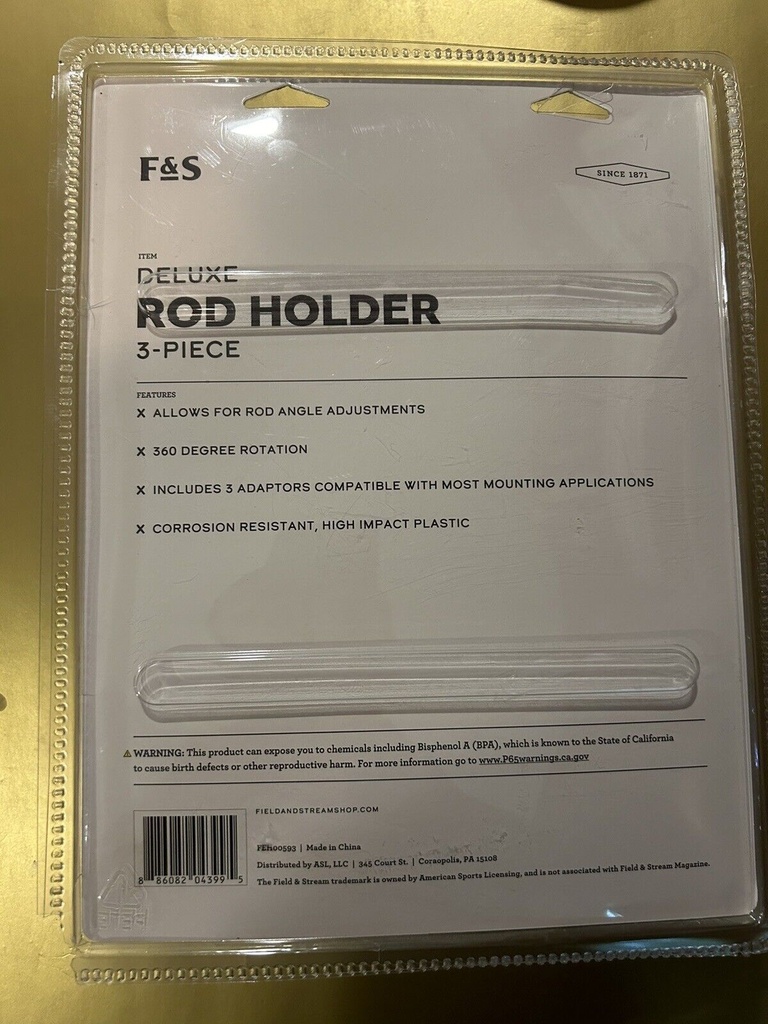 F&S
SINCE 1871
ITEM
DELUXE
ROD HOLDER
3-PIECE
FEATURES
X ALLOWS FOR ROD ANGLE ADJUSTMENTS
X 360 DEGREE ROTATION
X INCLUDES 3 ADAPTORS COMPATIBLE WITH MOST MOUNTING APPLICATIONS
X CORROSION RESISTANT, HIGH IMPACT PLASTIC
⚠ WARNING: This product can expose you to chemicals including Bisphenol A (BPA), which is known to the State of California
to cause birth defects or other reproductive harm. For more information go to www.P65warnings.ca.gov
FIELDANDSTREAMSHOP.COM
FEH00593 | Made in China
Distributed by ASL, LLC | 345 Court St. | Coraopolis, PA 15108
The Field & Stream trademark is owned by American Sports Licensing, and is not associated with Field & Stream Magazine.
8 86082 04399 5